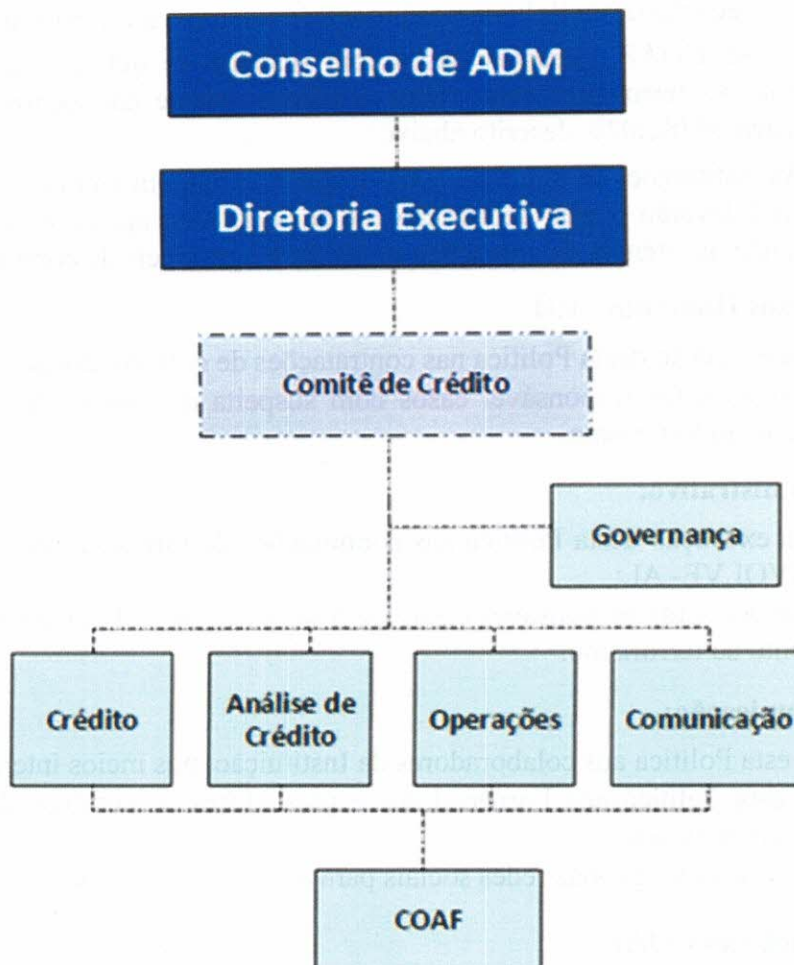 Conselho de ADM
Diretoria Executiva
Comitê de Crédito
Governança
Crédito
Análise de
Crédito
Operações
Comunicação
COAF